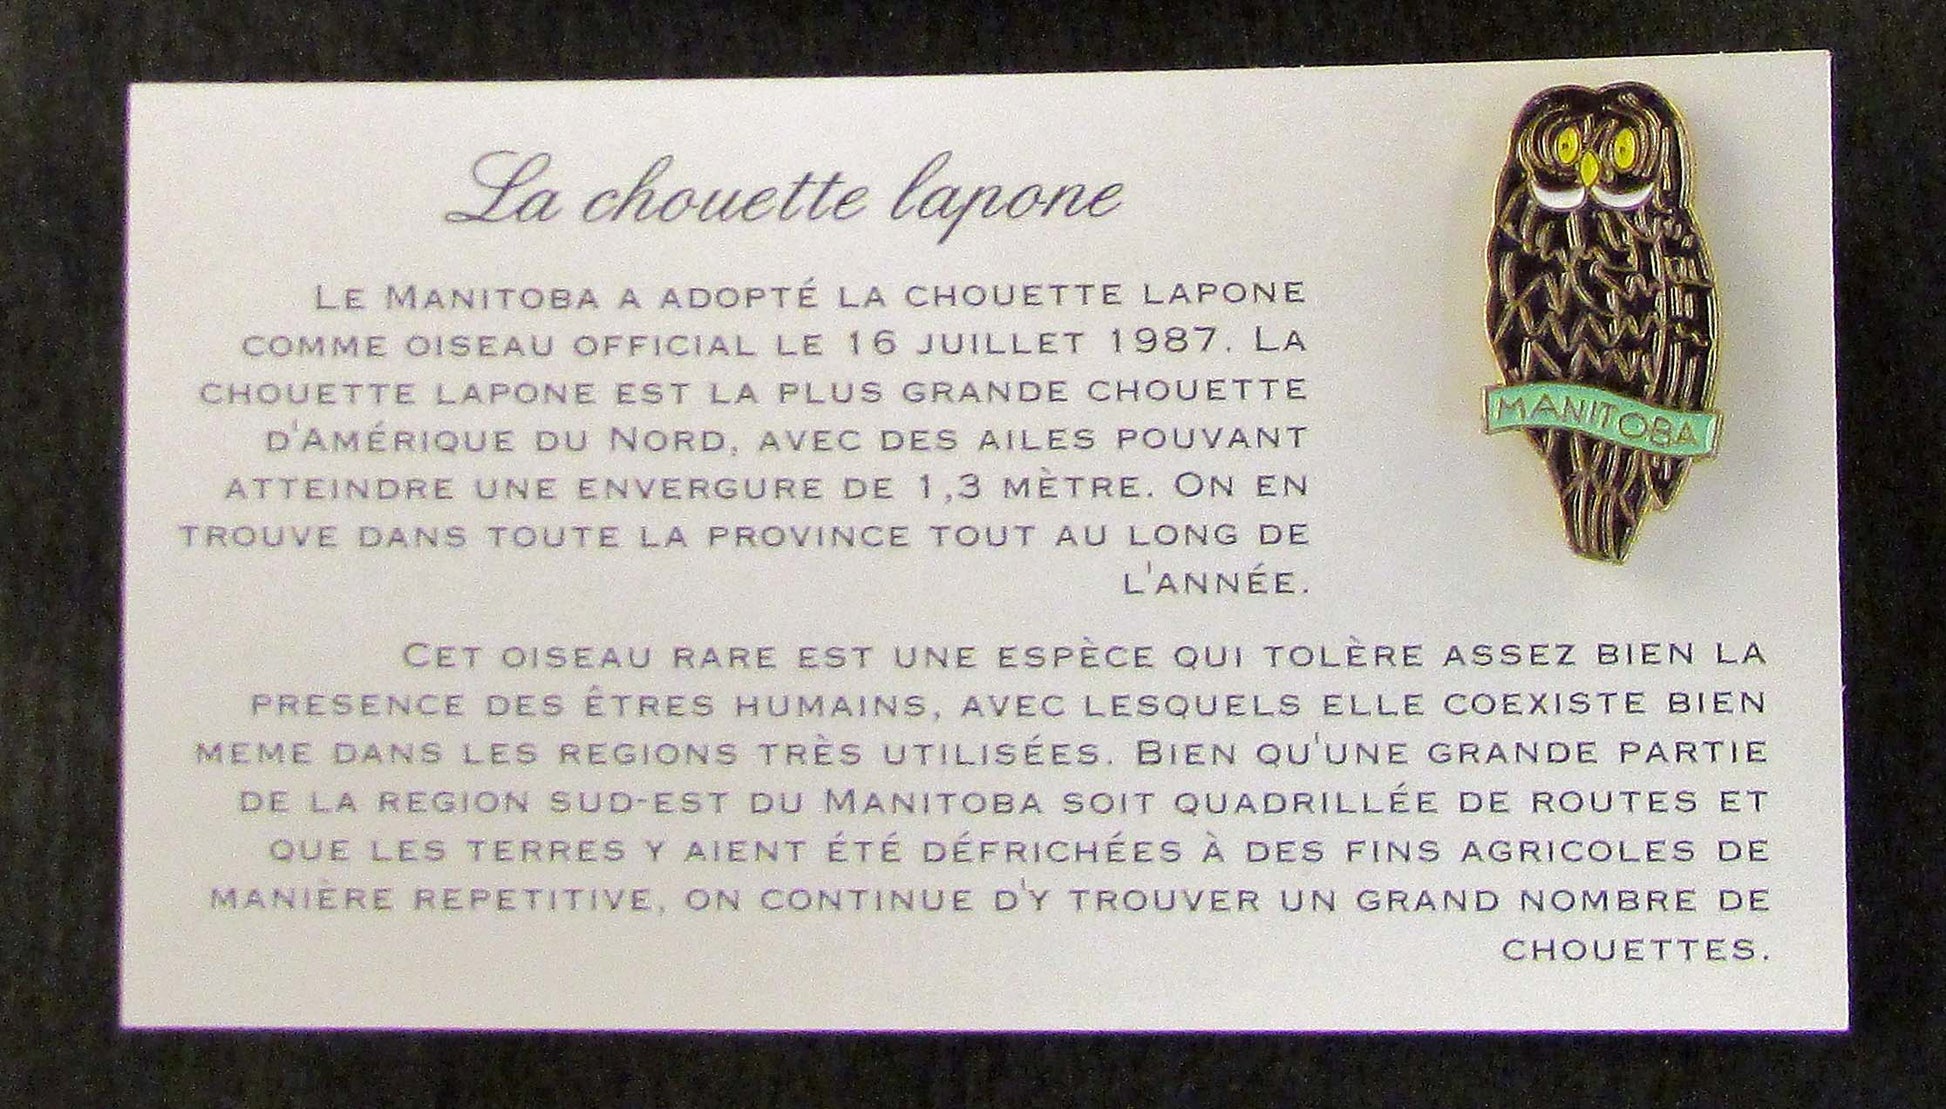 La chouette lapone
LE MANITOBA A ADOPTÉ LA CHOUETTE LAPONE
COMME OISEAU OFFICIAL LE 16 JUILLET 1987. LA
CHOUETTE LAPONE EST LA PLUS GRANDE CHOUETTE
D'AMÉRIQUE DU NORD, AVEC DES AILES POUVANT
ATTEINDRE UNE ENVERGURE DE 1,3 MÈTRE. ON EN
TROUVE DANS TOUTE LA PROVINCE TOUT AU LONG DE
L'ANNÉE.
MANITOBA
CET OISEAU RARE EST UNE ESPÈCE QUI TOLÈRE ASSEZ BIEN LA
PRESENCE DES ÊTRES HUMAINS, AVEC LESQUELS ELLE COEXISTE BIEN
MEME DANS LES REGIONS TRÈS UTILISÉES. BIEN QU'UNE GRANDE PARTIE
DE LA REGION SUD-EST DU MANITOBA SOIT QUADRILLÉE DE ROUTES ET
QUE LES TERRES Y AIENT ÉTÉ DÉFRICHÉES À DES FINS AGRICOLES DE
MANIÈRE REPETITIVE, ON CONTINUE D'Y TROUVER UN GRAND NOMBRE DE
CHOUETTES.